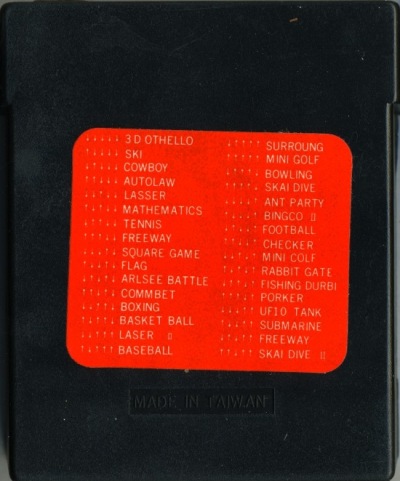 3 D OTHELLO
SKI
COWBOY
AUTOLAW
LASSER
MATHEMATICS
TENNIS
FREEWAY
SQUARE GAME
FLAG
ARLSEE BATTLE
COMMBET
BOXING
BASKET BALL
LASER II
BASEBALL
SURROUNG
MINI GOLF
BOWLING
SKAI DIVE
ANT PARTY
BINGCO II
FOOTBALL
CHECKER
MINI COLF
RABBIT GATE
FISHING DURBI
PORKER
UFIO TANK
SUBMARINE
FREEWAY
SKAI DIVE II
MADE IN TAIWAN